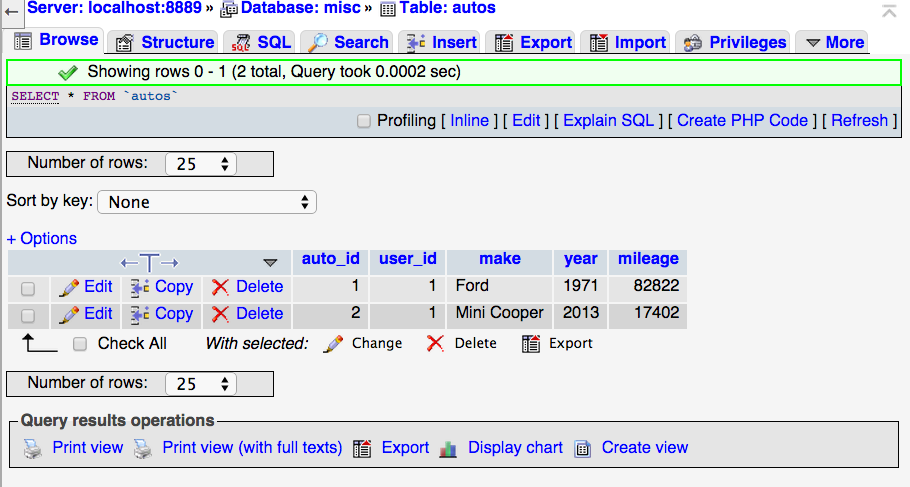 Server: localhost:8889 » Database: misc » Table: autos
Browse Structure SQL Search Insert Export Import Privileges More
Showing rows 0 - 1 (2 total, Query took 0.0002 sec)
SELECT * FROM `autos`
Profiling [ Inline ] [ Edit ] [ Explain SQL ] [ Create PHP Code ] [ Refresh ]
Number of rows: 25
Sort by key: None
+ Options
←T→ auto_id user_id make year mileage
Edit Copy Delete 1 1 Ford 1971 82822
Edit Copy Delete 2 1 Mini Cooper 2013 17402
Check All With selected: Change Delete Export
Number of rows: 25
Query results operations
Print view Print view (with full texts) Export Display chart Create view